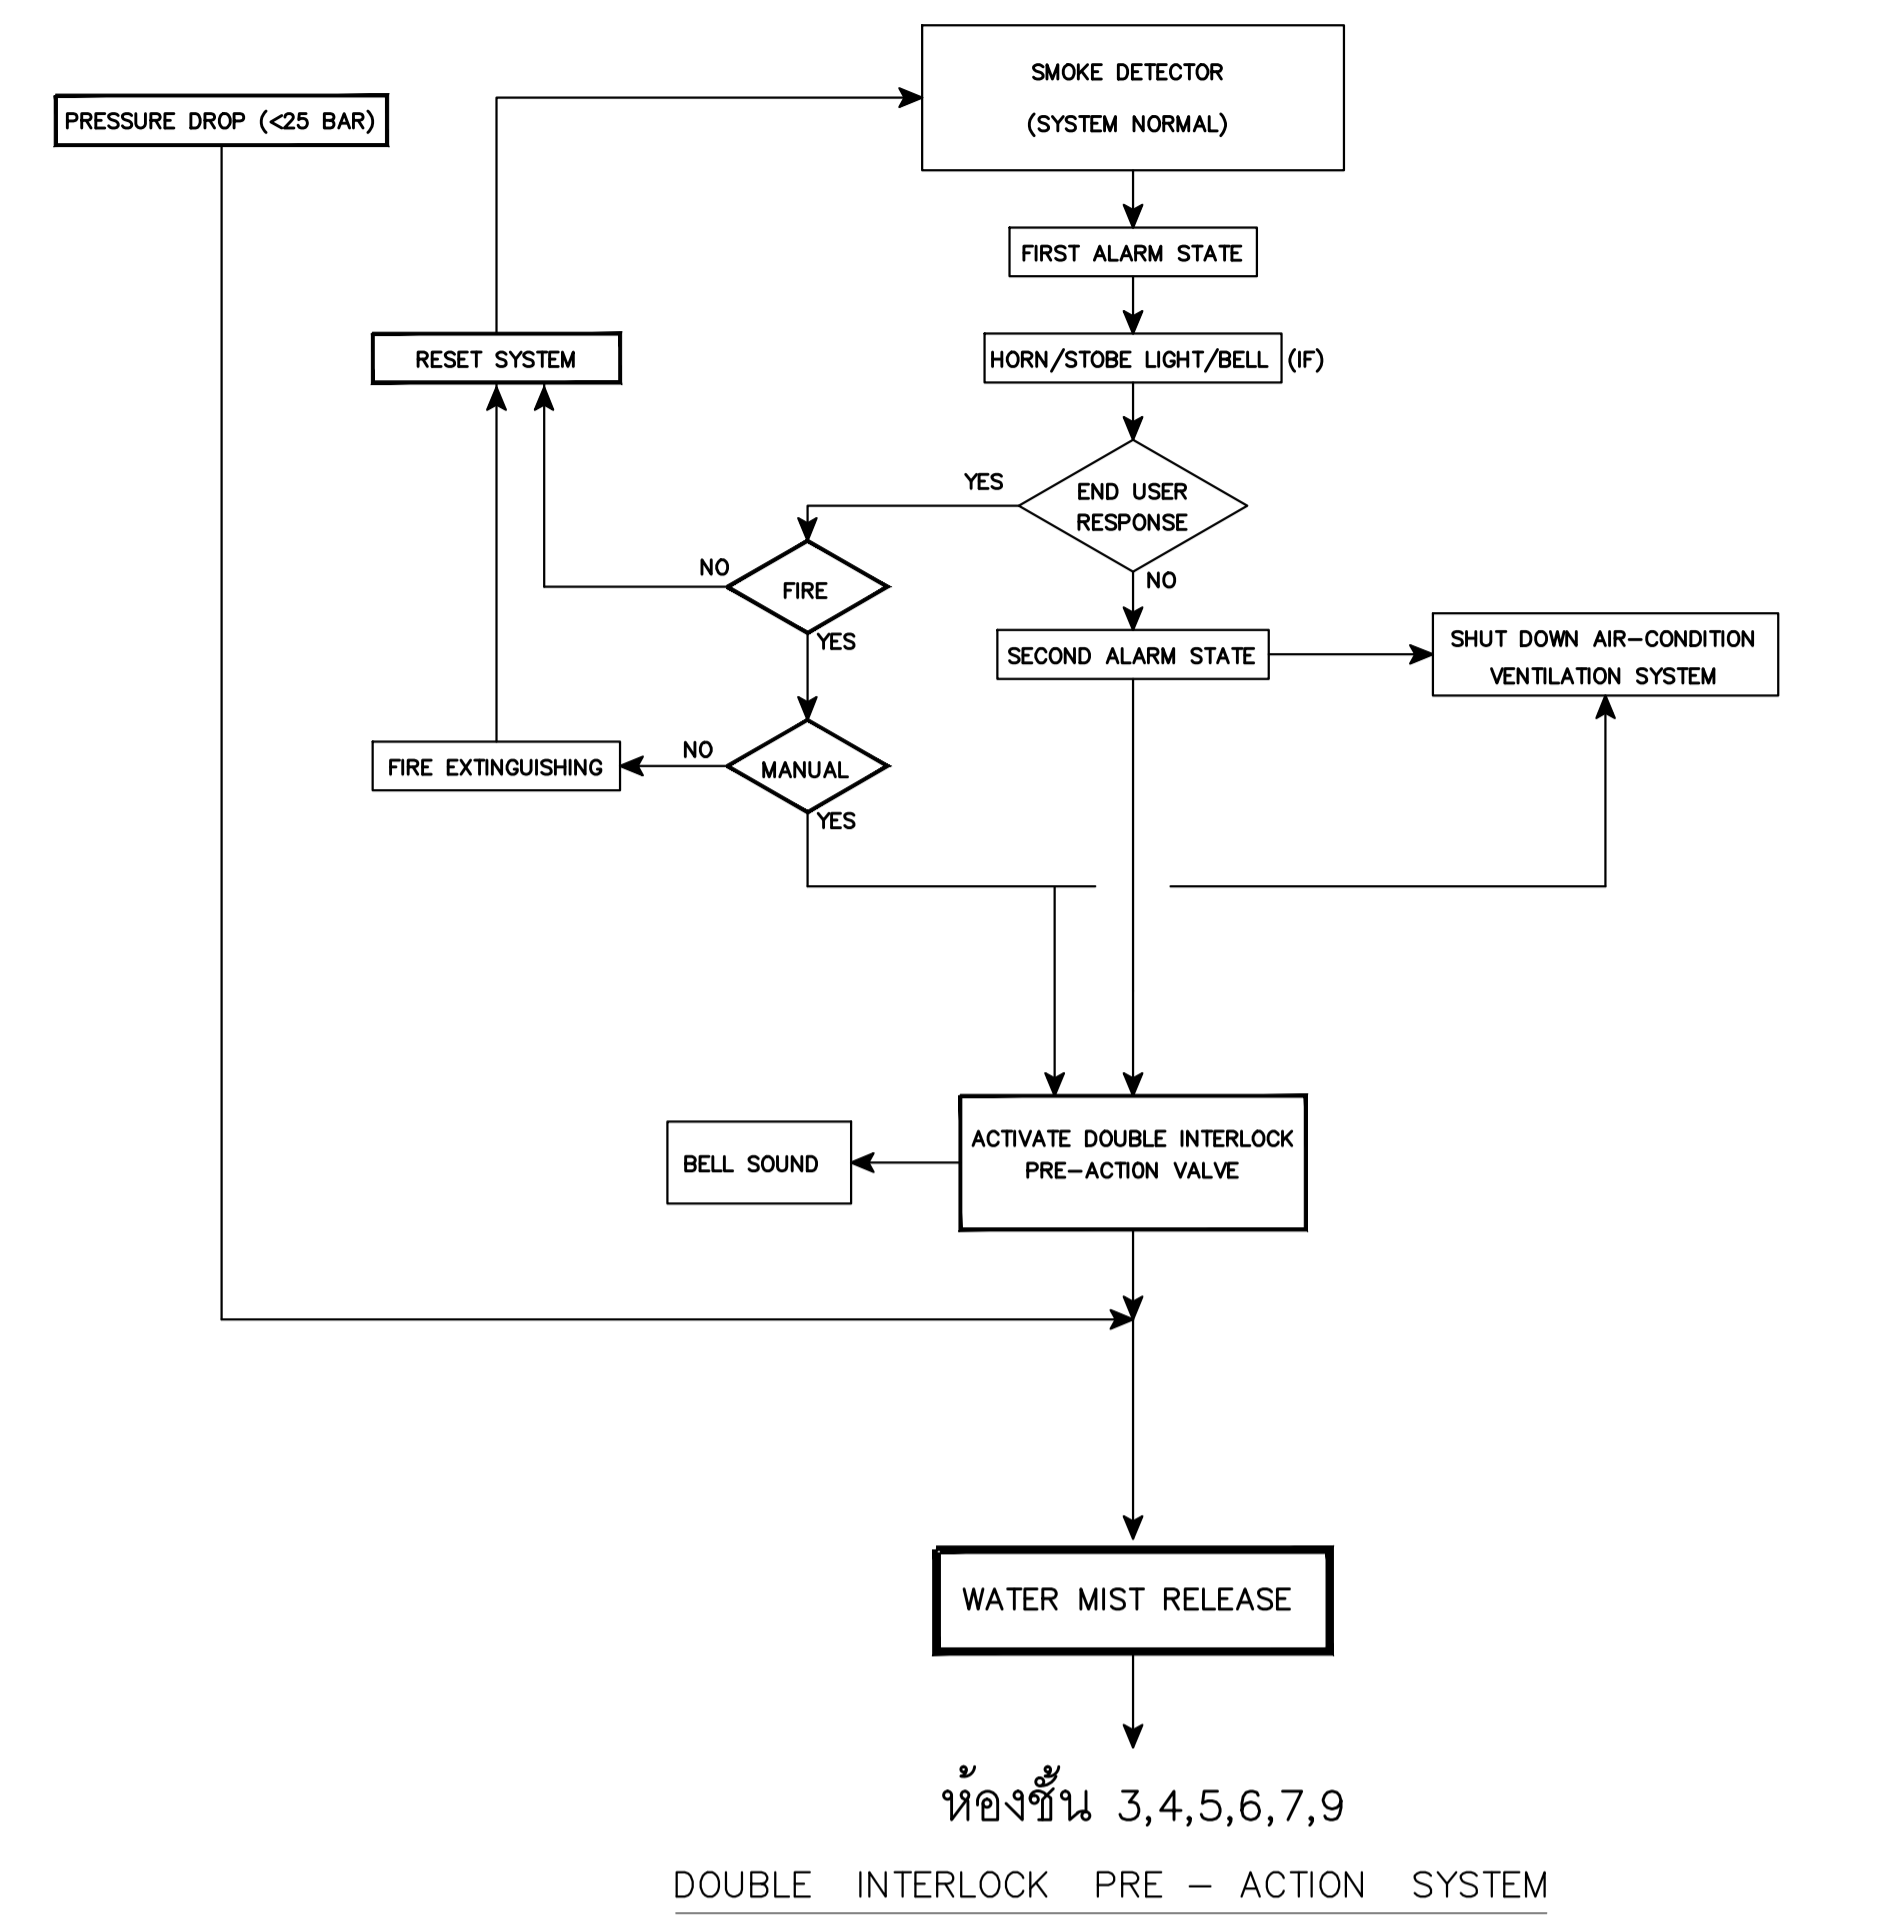 SMOKE DETECTOR
(SYSTEM NORMAL)
PRESSURE DROP (<25 BAR)
FIRST ALARM STATE
RESET SYSTEM
HORN/STOBE LIGHT/BELL (IF)
YES
END USER
RESPONSE
NO
FIRE
NO
YES
SECOND ALARM STATE
SHUT DOWN AIR-CONDITION
VENTILATION SYSTEM
FIRE EXTINGUISHING
NO
MANUAL
YES
ACTIVATE DOUBLE INTERLOCK
PRE-ACTION VALVE
BELL SOUND
WATER MIST RELEASE
ห้องชั้น 3,4,5,6,7,9
DOUBLE INTERLOCK PRE - ACTION SYSTEM